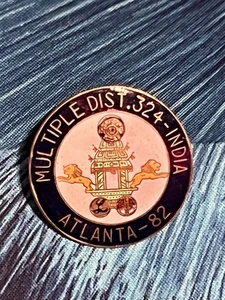 MULTIPLE DIST. 324-INDIA
ATLANTA-82